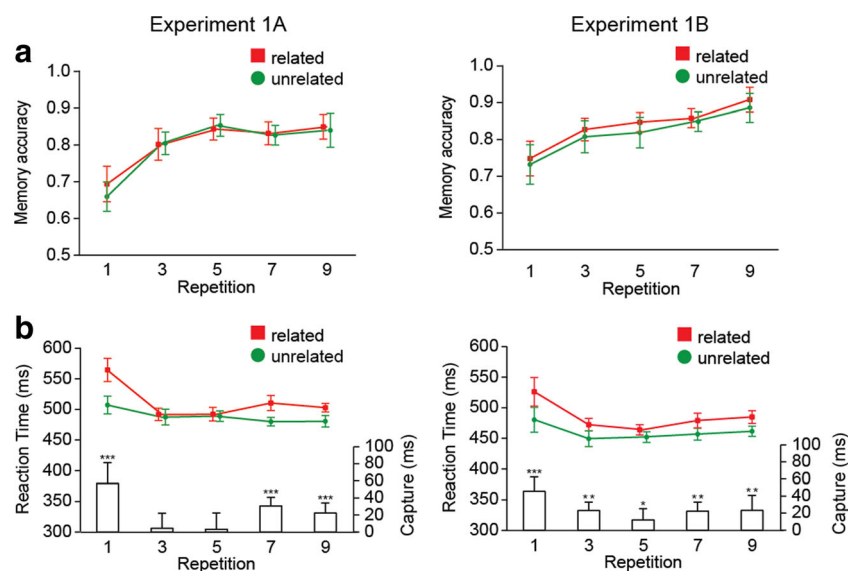 Experiment 1A
a
related
unrelated
Memory accuracy
1.0
0.9
0.8
0.7
0.6
0.5
1 3 5 7 9
Repetition
Experiment 1B
related
unrelated
Memory accuracy
1.0
0.9
0.8
0.7
0.6
0.5
1 3 5 7 9
Repetition
b
related
unrelated
Reaction Time (ms)
600
550
500
450
400
350
300
*** *** ***
100
80
60
40
20
0
Capture (ms)
1 3 5 7 9
Repetition
related
unrelated
Reaction Time (ms)
600
550
500
450
400
350
300
*** ** * ** **
100
80
60
40
20
0
Capture (ms)
1 3 5 7 9
Repetition